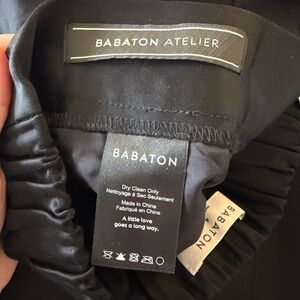 BABATON ATELIER
BABATON
Dry Clean Only
Nettoyage à Sec Seulement
Made in China
Fabriqué en Chine
A little love
goes a long way.
BABATON